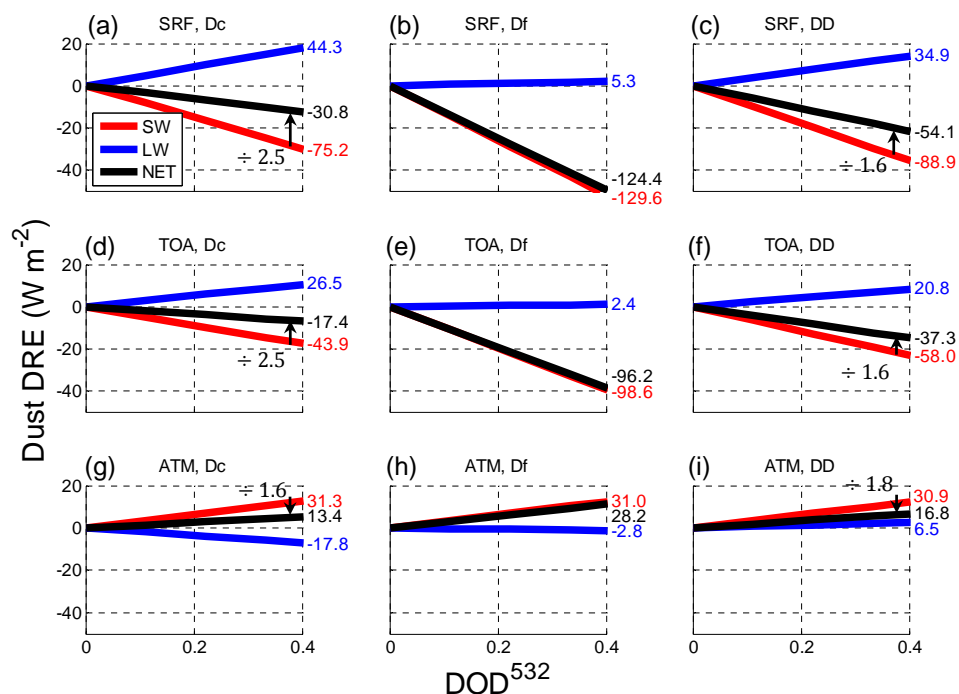 (a) SRF, Dc
(b) SRF, Df
(c) SRF, DD
20
0
-20
-40
44.3
-30.8
-75.2
÷ 2.5
SW
LW
NET
5.3
-124.4
-129.6
34.9
-54.1
-88.9
÷ 1.6
Dust DRE (W m-2)
(d) TOA, Dc
(e) TOA, Df
(f) TOA, DD
20
0
-20
-40
26.5
-17.4
-43.9
÷ 2.5
2.4
-96.2
-98.6
20.8
-37.3
-58.0
÷ 1.6
(g) ATM, Dc
(h) ATM, Df
(i) ATM, DD
20
0
-20
-40
÷ 1.6
31.3
13.4
-17.8
31.0
28.2
-2.8
÷ 1.8
30.9
16.8
6.5
0 0.2 0.4
0 0.2 0.4
0 0.2 0.4
DOD532